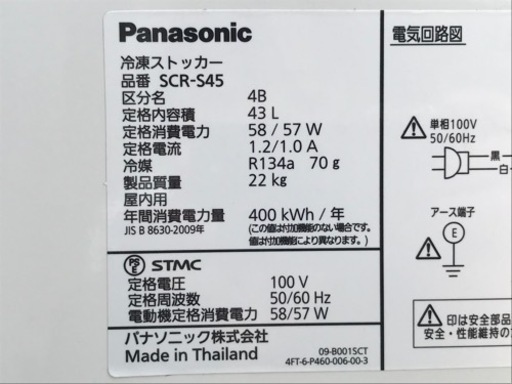 Panasonic
冷凍ストッカー
品番 SCR-S45
区分名 4B
定格内容積 43 L
定格消費電力 58 / 57 W
定格電流 1.2/1.0 A
冷媒 R134a 70 g
製品質量 22 kg
屋内用
年間消費電力量 400 kWh / 年
JIS B 8630-2009年 (この値は付加機能のない場合です。
値は付加機能により異なります。)
PSE STMC
定格電圧 100 V
定格周波数 50/60 Hz
電動機定格消費電力 58/57 W
パナソニック株式会社 09-B001SCT
Made in Thailand 4FT-6-P460-006-00-3
電気回路図
単相100V
50/60Hz
黒
白
アース端子
E
印は安全部品
安全・性能維持